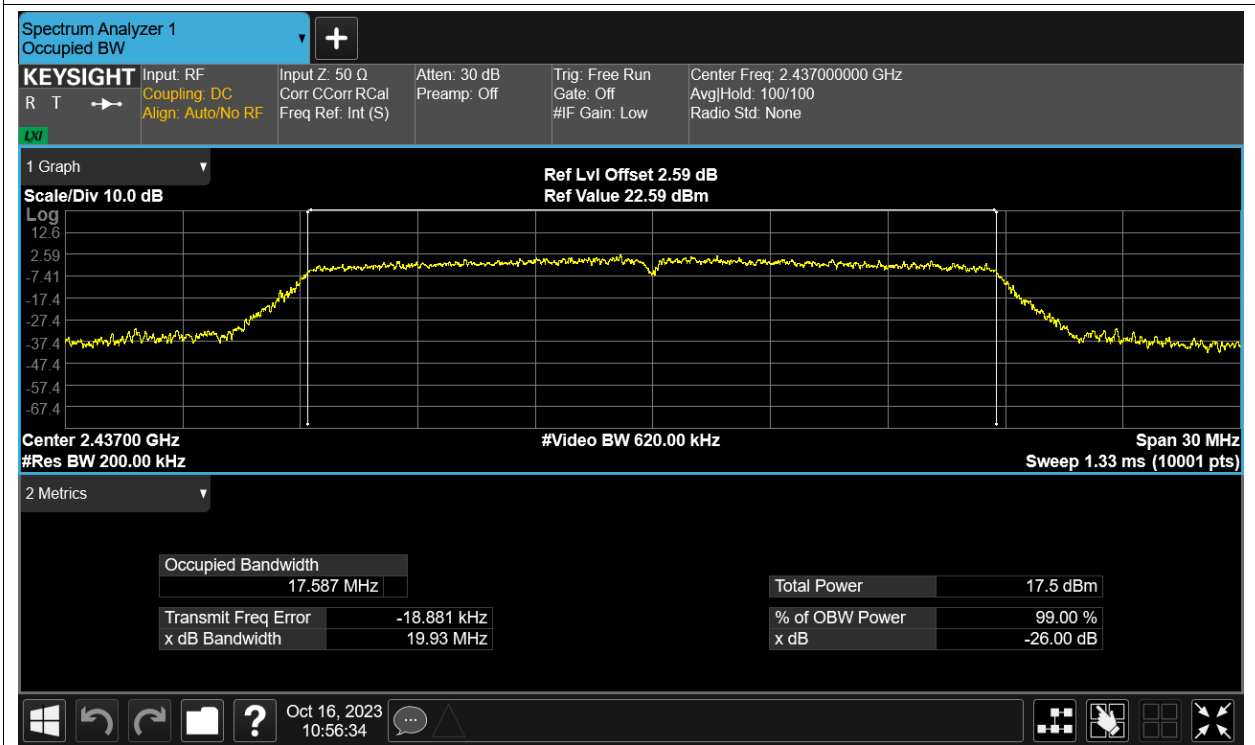 Spectrum Analyzer 1
Occupied BW
KEYSIGHT
R T
LXI
Input: RF
Coupling: DC
Align: Auto/No RF
Input Z: 50 Ω
Corr CCorr RCal
Freq Ref: Int (S)
Atten: 30 dB
Preamp: Off
Trig: Free Run
Gate: Off
#IF Gain: Low
Center Freq: 2.437000000 GHz
Avg|Hold: 100/100
Radio Std: None
1 Graph
Scale/Div 10.0 dB
Ref Lvl Offset 2.59 dB
Ref Value 22.59 dBm
Log
12.6
2.59
-7.41
-17.4
-27.4
-37.4
-47.4
-57.4
-67.4
Center 2.43700 GHz
#Res BW 200.00 kHz
#Video BW 620.00 kHz
Span 30 MHz
Sweep 1.33 ms (10001 pts)
2 Metrics
Occupied Bandwidth
17.587 MHz
Transmit Freq Error -18.881 kHz
x dB Bandwidth 19.93 MHz
Total Power 17.5 dBm
% of OBW Power 99.00 %
x dB -26.00 dB
?
Oct 16, 2023
10:56:34